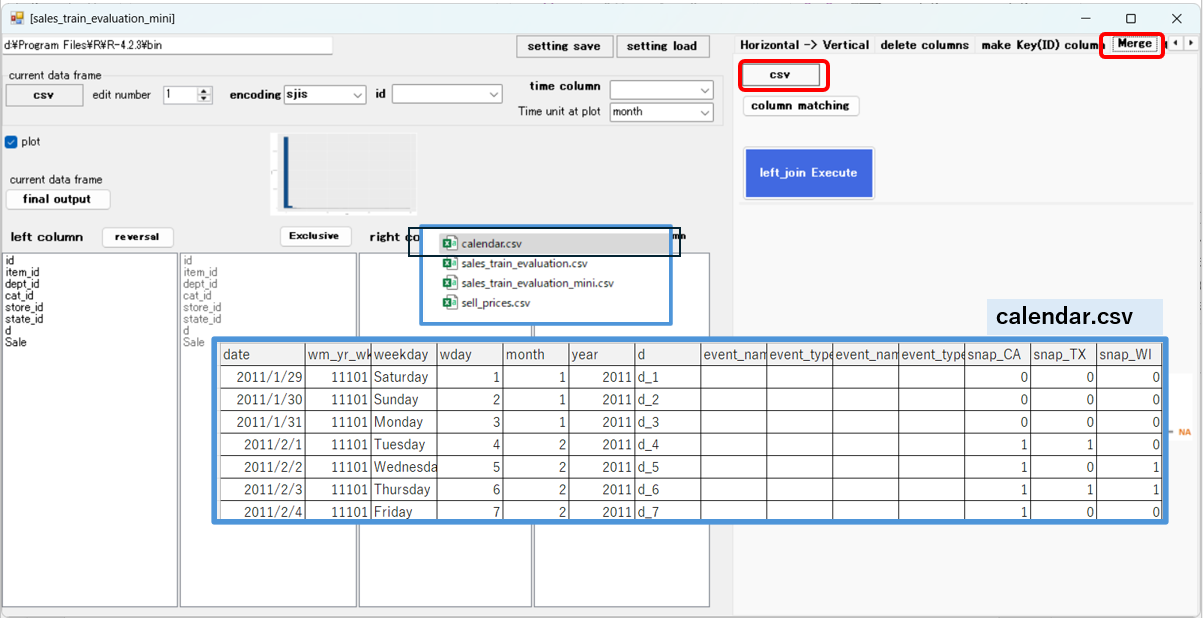 [sales_train_evaluation_mini]
d:¥Program Files¥R¥R-4.2.3¥bin
setting save setting load
Horizontal -> Vertical delete columns make Key(ID) colum Merge
current data frame
csv edit number 1 encoding sjis id
time column
Time unit at plot month
csv
column matching
plot
left_join Execute
current data frame
final output
left column reversal Exclusive right co
calendar.csv
sales_train_evaluation.csv
sales_train_evaluation_mini.csv
sell_prices.csv
id id
item_id item_id
dept_id dept_id
cat_id cat_id
store_id store_id
state_id state_id
d d
Sale Sale
calendar.csv
date wm_yr_wk weekday wday month year d event_nam event_type event_nam event_type snap_CA snap_TX snap_WI
2011/1/29 11101 Saturday 1 1 2011 d_1 0 0 0
2011/1/30 11101 Sunday 2 1 2011 d_2 0 0 0
2011/1/31 11101 Monday 3 1 2011 d_3 0 0 0
2011/2/1 11101 Tuesday 4 2 2011 d_4 1 1 0
2011/2/2 11101 Wednesda 5 2 2011 d_5 1 0 1
2011/2/3 11101 Thursday 6 2 2011 d_6 1 1 1
2011/2/4 11101 Friday 7 2 2011 d_7 1 0 0
NA